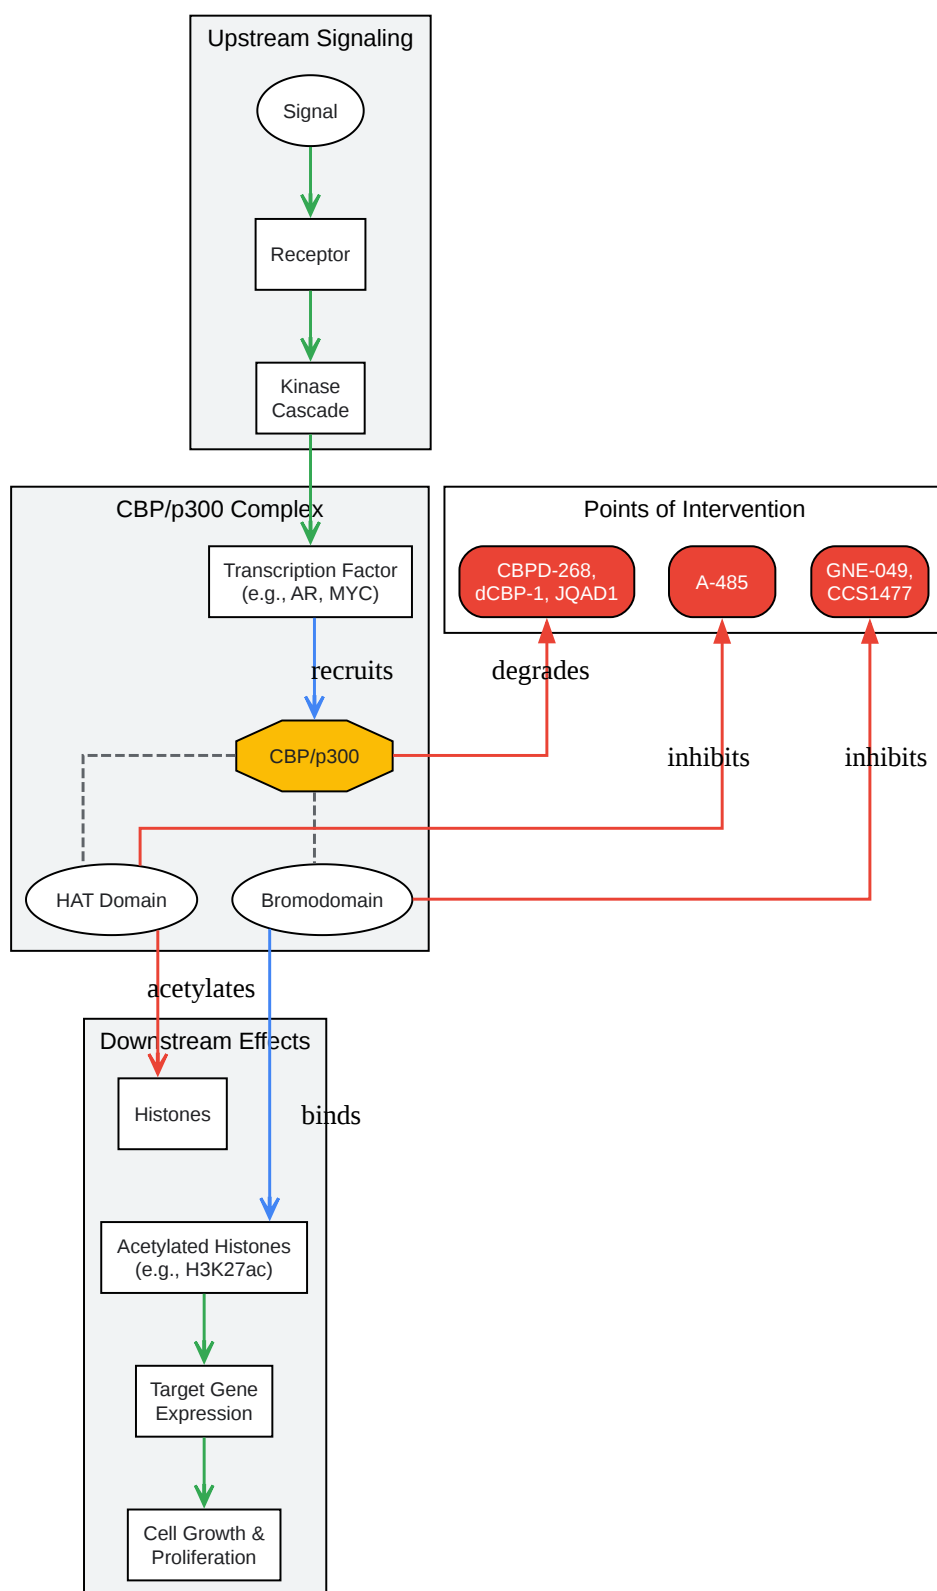 Upstream Signaling
Signal
Receptor
Kinase
Cascade
CBP/p300 Complex
Points of Intervention
Transcription Factor
(e.g., AR, MYC)
CBPD-268,
dCBP-1, JQAD1
A-485
GNE-049,
CCS1477
recruits
degrades
CBP/p300
inhibits
inhibits
HAT Domain
Bromodomain
acetylates
Downstream Effects
Histones
binds
Acetylated Histones
(e.g., H3K27ac)
Target Gene
Expression
Cell Growth &
Proliferation